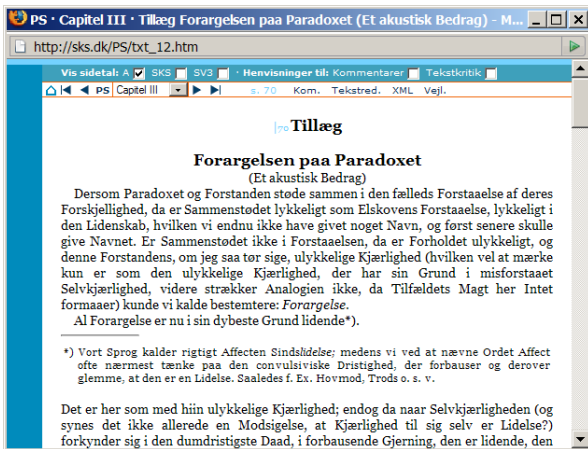 PS · Capitel III · Tillæg Forargelsen paa Paradoxet (Et akustisk Bedrag) - M...
http://sks.dk/PS/txt_12.htm
Vis sidetal: A SKS SV3 · Henvisninger til: Kommentarer Tekstkritik
PS Capitel III s. 70 Kom. Tekstred. XML Vejl.
|70 Tillæg
Forargelsen paa Paradoxet
(Et akustisk Bedrag)
Dersom Paradoxet og Forstanden støde sammen i den fælleds Forstaaelse af deres
Forskjellighed, da er Sammenstødet lykkeligt som Elskovens Forstaaelse, lykkeligt i
den Lidenskab, hvilken vi endnu ikke have givet noget Navn, og først senere skulle
give Navnet. Er Sammenstødet ikke i Forstaaelsen, da er Forholdet ulykkeligt, og
denne Forstandens, om jeg saa tør sige, ulykkelige Kjærlighed (hvilken vel at mærke
kun er som den ulykkelige Kjærlighed, der har sin Grund i misforstaaet
Selvkjærlighed, videre strækker Analogien ikke, da Tilfældets Magt her Intet
formaaer) kunde vi kalde bestemtere: Forargelse.
Al Forargelse er nu i sin dybeste Grund lidende*).
*) Vort Sprog kalder rigtigt Affecten Sindslidelse; medens vi ved at nævne Ordet Affect
ofte nærmest tænke paa den convulsiviske Dristighed, der forbauser og derover
glemme, at den er en Lidelse. Saaledes f. Ex. Hovmod, Trods o. s. v.
Det er her som med hiin ulykkelige Kjærlighed; endog da naar Selvkjærligheden (og
synes det ikke allerede en Modsigelse, at Kjærlighed til sig selv er Lidelse?)
forkynder sig i den dumdristigste Daad, i forbausende Gjerning, den er lidende, den